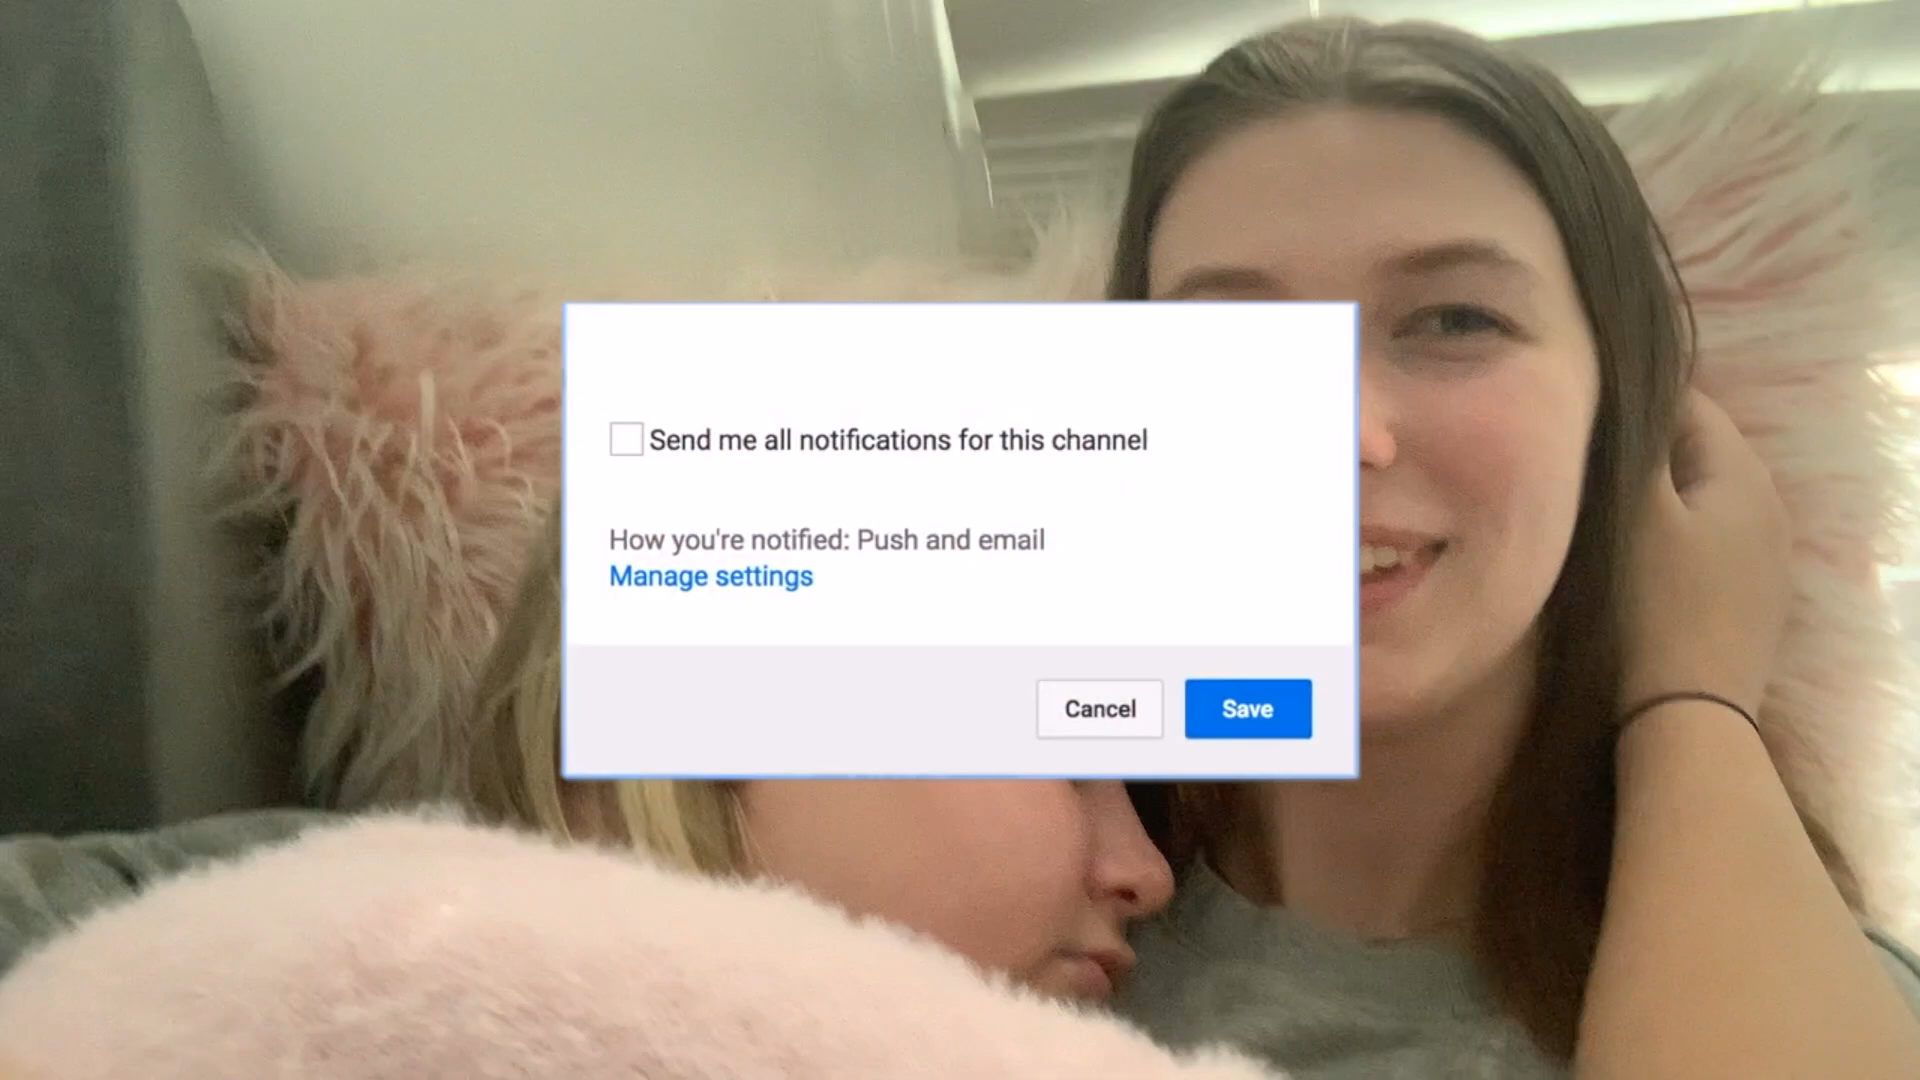 Send me all notifications for this channel
How you're notified: Push and email
Manage settings
Cancel
Save